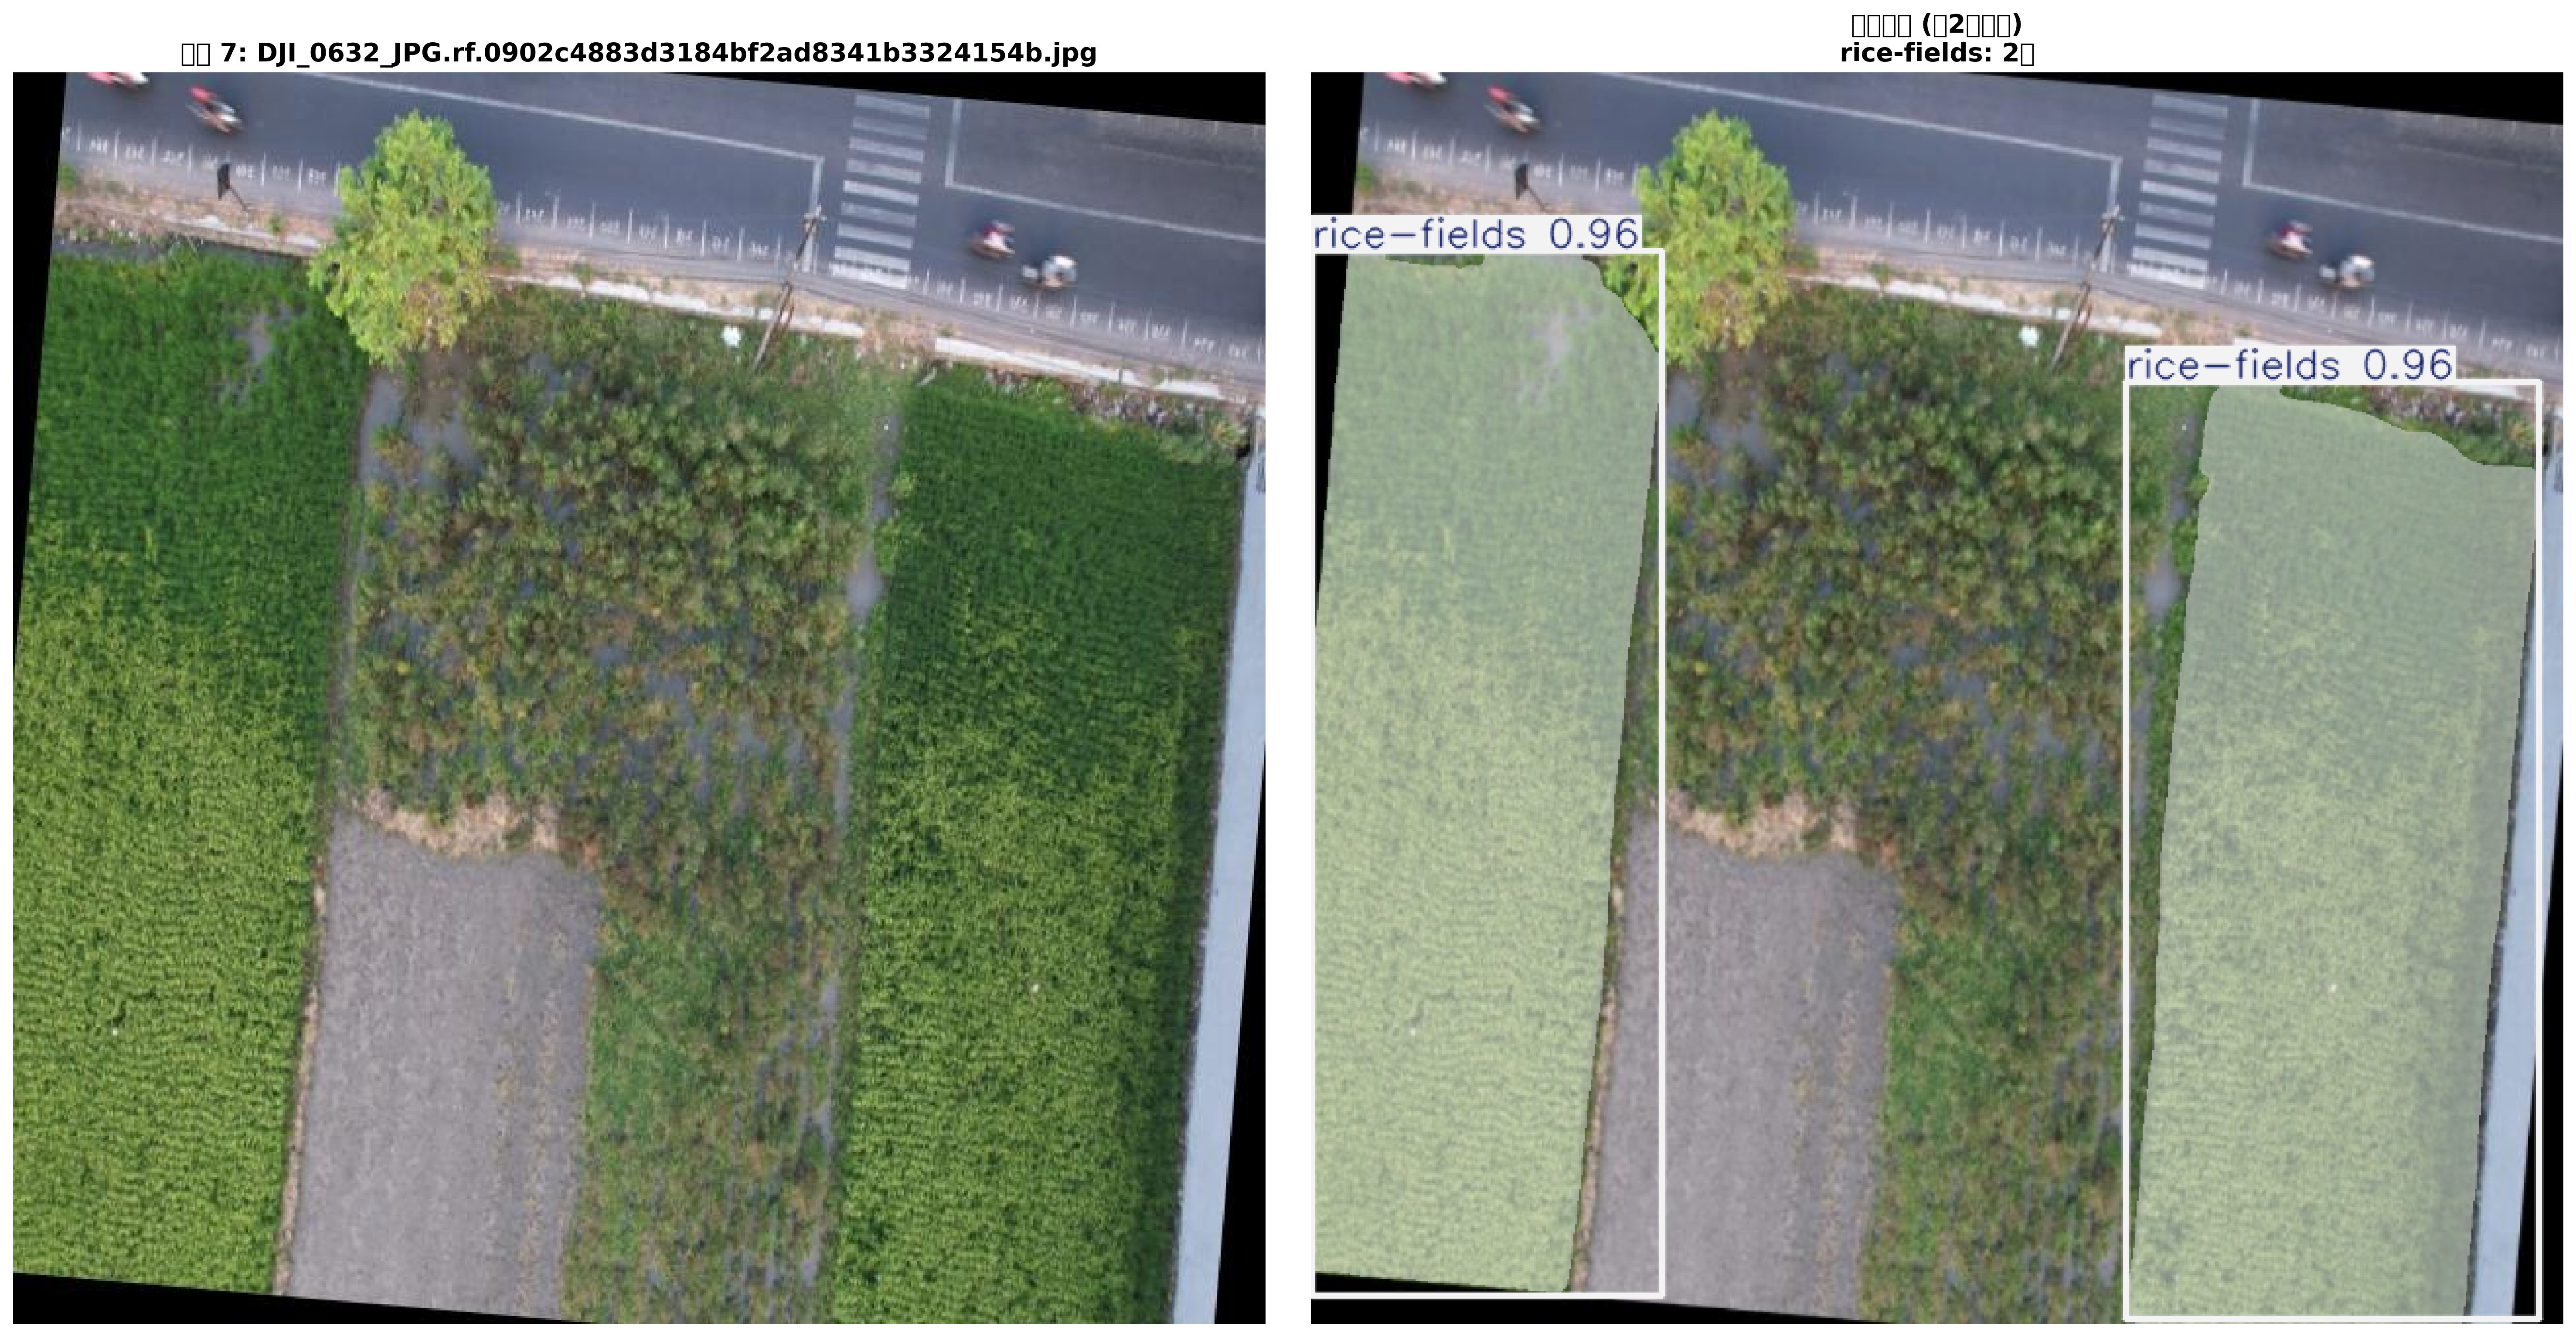 7: DJI_0632_JPG.rf.0902c4883d3184bf2ad8341b3324154b.jpg
(2)
rice-fields: 2
rice-fields 0.96
rice-fields 0.96